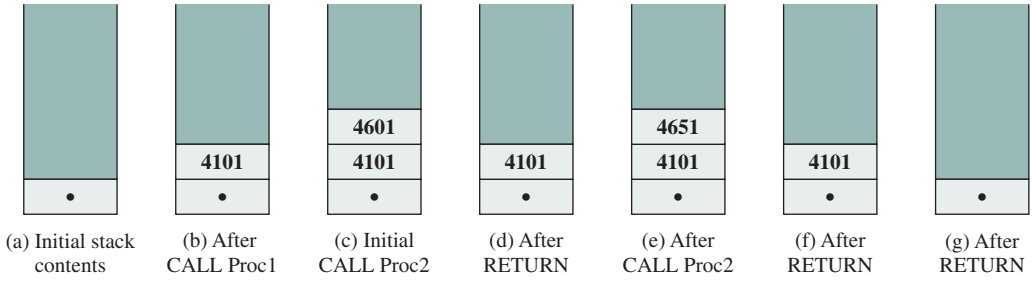 4601
4651
4101
4101
4101
4101
4101
(a) Initial stack
contents
(b) After
CALL Proc1
(c) Initial
CALL Proc2
(d) After
RETURN
(e) After
CALL Proc2
(f) After
RETURN
(g) After
RETURN